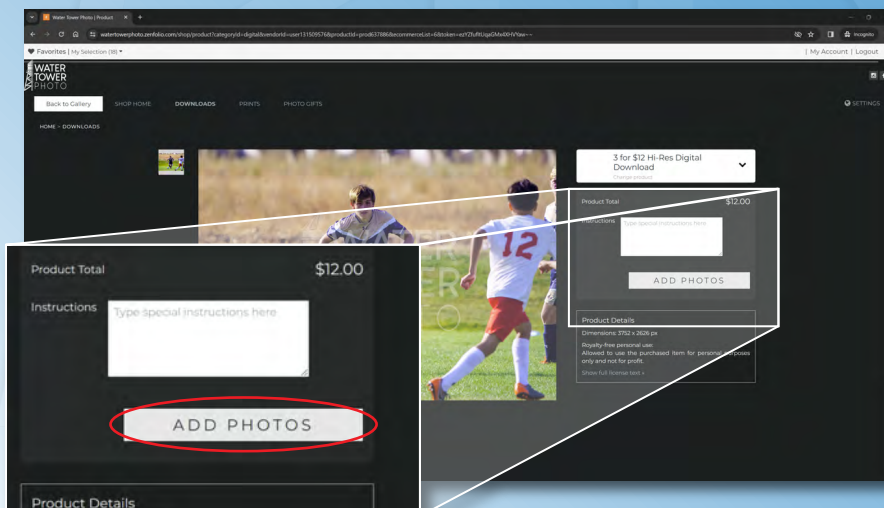 Water Tower Photo | Product
watertowerphoto.zenfolio.com/shop/product?categoryId=digital&vendorId=user131509576&productId=prod637886&ecommerceList=6&token=
Incognito
Favorites | My Selection (18)
| My Account | Logout
WATER
TOWER
PHOTO
Back to Gallery SHOP HOME DOWNLOADS PRINTS PHOTO GIFTS
SETTINGS
HOME > DOWNLOADS
3 for $12 Hi-Res Digital
Download
Change product
Product Total $12.00
Instructions Type special instructions here
ADD PHOTOS
Product Details
Dimensions: 3752 x 2626 px
Royalty-free personal use:
Allowed to use the purchased item for personal purposes
only and not for profit.
Show full license text »
12
Product Total $12.00
Instructions Type special instructions here
ADD PHOTOS
Product Details